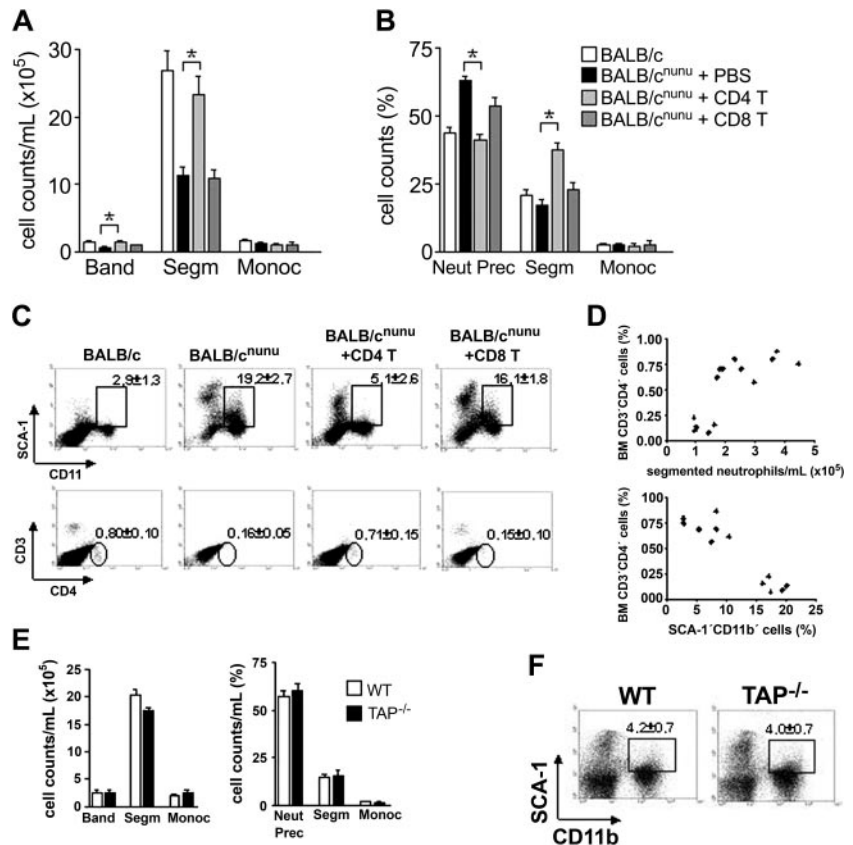 A
cell counts/mL (x10⁵)
30
20
10
0
*
*
Band Segm Monoc
B
cell counts (%)
75
50
25
0
*
*
Neut Prec Segm Monoc
BALB/c
BALB/cⁿᵘⁿᵘ + PBS
BALB/cⁿᵘⁿᵘ + CD4 T
BALB/cⁿᵘⁿᵘ + CD8 T
C
BALB/c
BALB/cⁿᵘⁿᵘ
BALB/cⁿᵘⁿᵘ
+CD4 T
BALB/cⁿᵘⁿᵘ
+CD8 T
2,9±1.3
19.2±2.7
5,1±2.6
16,1±1.8
SCA-1
CD11
0.80±0.10
0.16±0.05
0.71±0.15
0.15±0.10
CD3
CD4
D
BM CD3⁻CD4⁻ cells (%)
1.00
0.75
0.50
0.25
0.00
0 1 2 3 4 5
segmented neutrophils/mL (x10⁵)
BM CD3⁻CD4⁻ cells (%)
100
075
050
025
000
0 5 10 15 20 25
SCA-1⁻CD11b⁻ cells (%)
E
cell counts/mL (x10⁵)
25
20
15
10
5
0
Band Segm Monoc
cell counts/mL (%)
75
50
25
0
Neut
Prec
Segm Monoc
WT
TAP⁻/⁻
F
WT
TAP⁻/⁻
4.2±0.7
4.0±0.7
SCA-1
CD11b